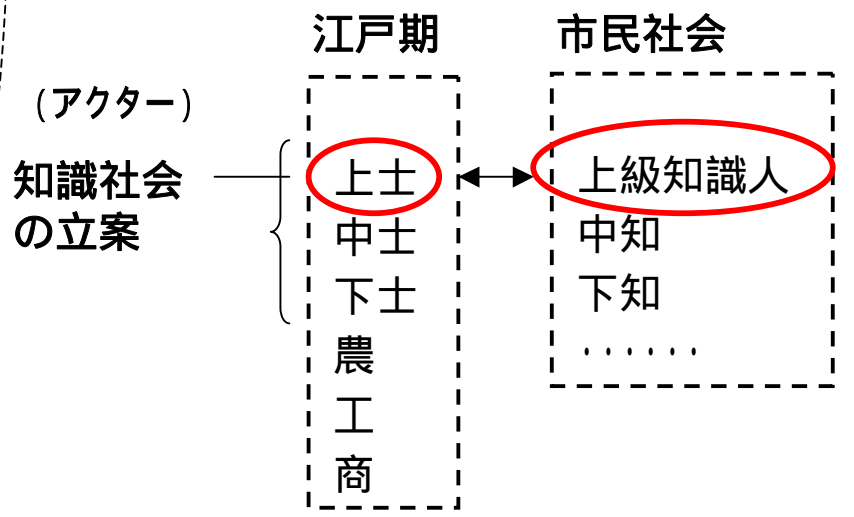 江戸期
市民社会
(アクター)
知識社会
の立案
上士
中士
下士
農
工
商
上級知識人
中知
下知
・・・・・・